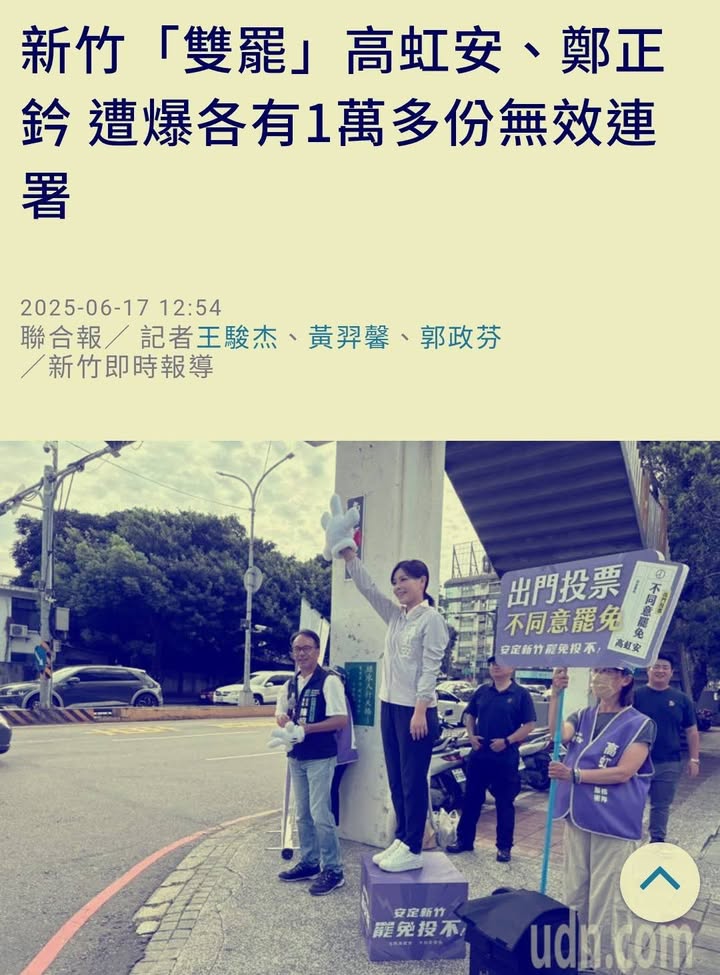 新竹「雙罷」高虹安、鄭正
鈐 遭爆各有1萬多份無效連
署
2025-06-17 12:54
聯合報／ 記者王駿杰、黃羿馨、郭政芬
／新竹即時報導
出門投票
不同意罷免
安定新竹 罷免投不!
不同意罷免
高虹安
高虹
安定新竹
罷免投不
udn.com